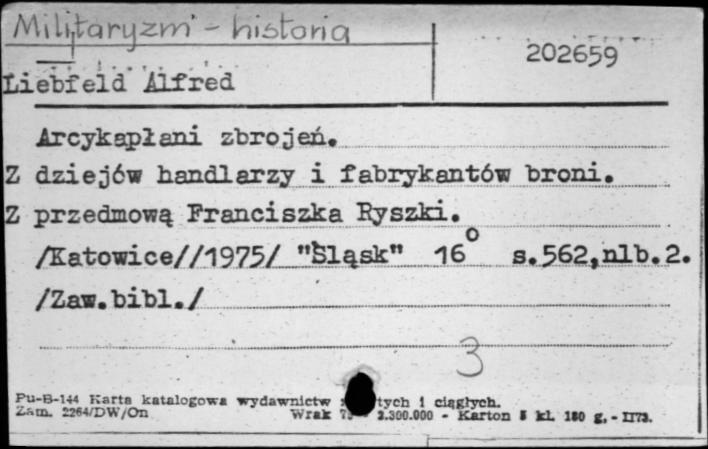 Militaryzm - historia
202659
Liebfeld Alfred
Arcykapłani zbrojeń.
Z dziejów handlarzy i fabrykantów broni.
Z przedmową Franciszka Ryszki.
/Katowice//1975/ "Śląsk" 16° s.562,nlb.2.
/Zaw.bibl./
3
Pu-B-144 Karta katalogowa wydawnictw tych i ciągłych.
Zam. 2264/DW/On Wrak 3.300.000 - Karton 5 kl. 180 g. - II73.